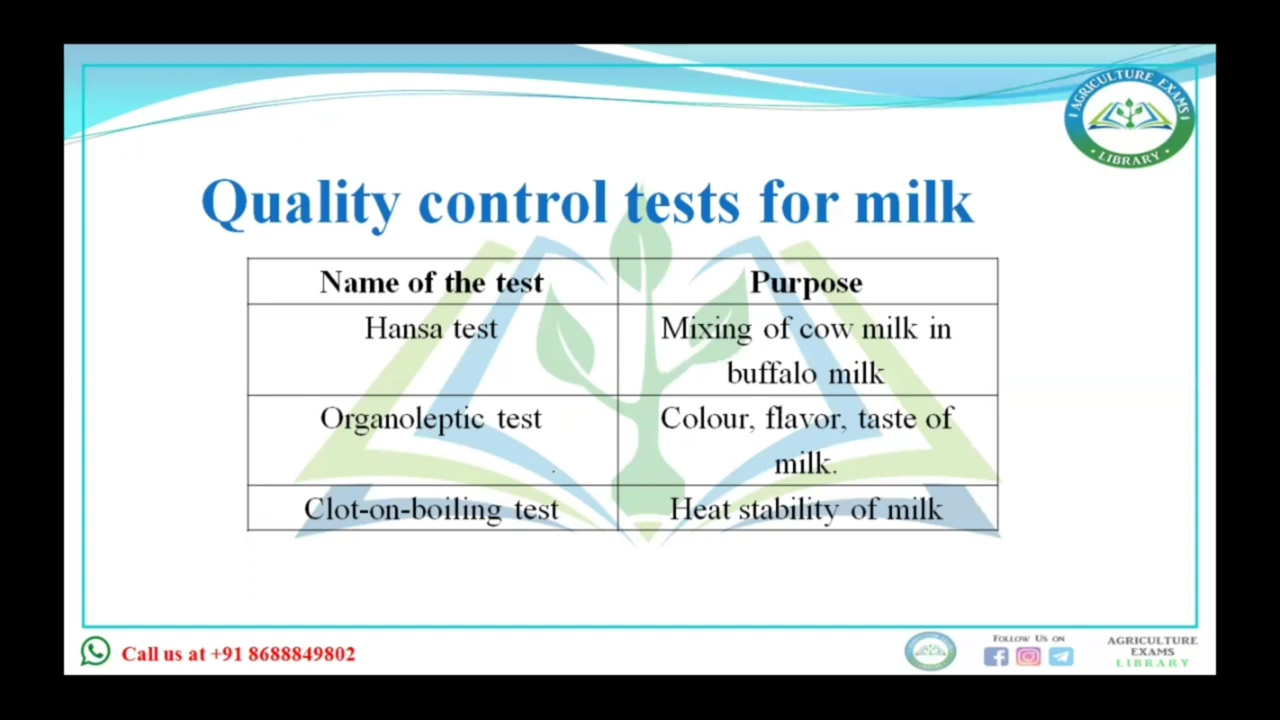 AGRICULTURE EXAMS
LIBRARY
Quality control tests for milk
Name of the test
Purpose
Hansa test
Mixing of cow milk in
buffalo milk
Organoleptic test
Colour, flavor, taste of
milk.
Clot-on-boiling test
Heat stability of milk
Call us at +91 8688849802
Follow Us on
AGRICULTURE
EXAMS
LIBRARY